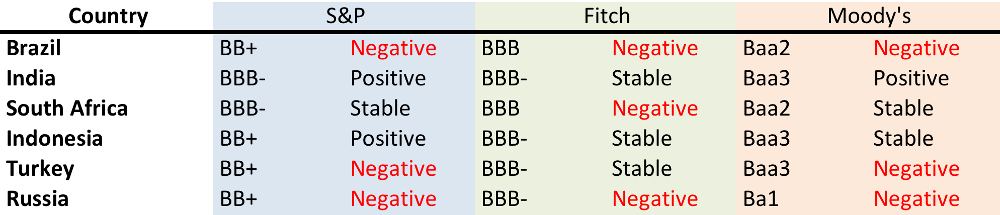 Country S&P Fitch Moody's
Brazil BB+ Negative BBB Negative Baa2 Negative
India BBB- Positive BBB- Stable Baa3 Positive
South Africa BBB- Stable BBB Negative Baa2 Stable
Indonesia BB+ Positive BBB- Stable Baa3 Stable
Turkey BB+ Negative BBB- Stable Baa3 Negative
Russia BB+ Negative BBB- Negative Ba1 Negative